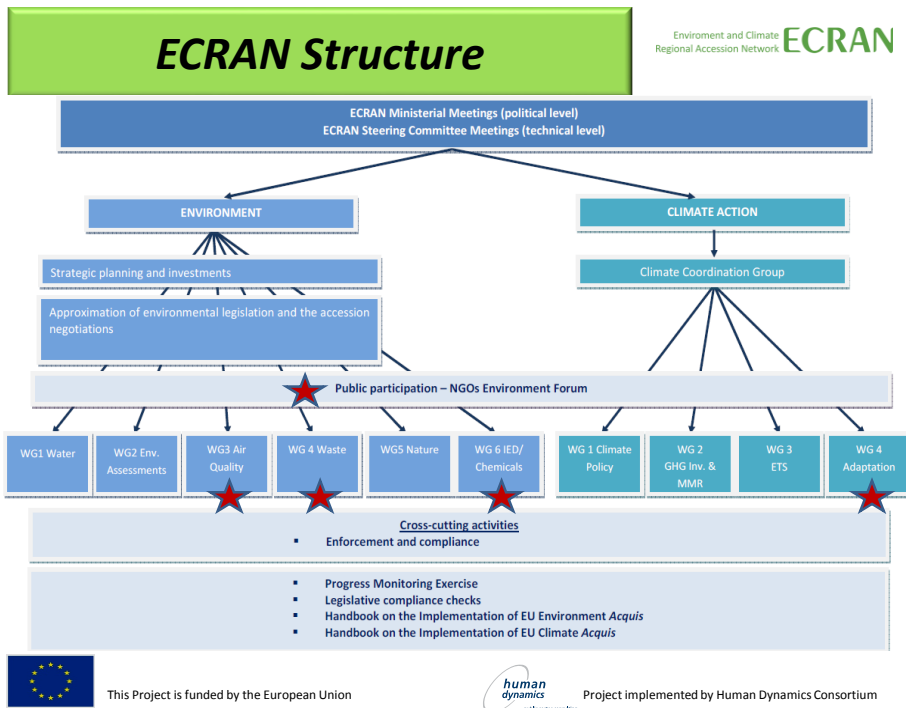 ECRAN Structure
Enviroment and Climate
Regional Accession Network
ECRAN
ECRAN Ministerial Meetings (political level)
ECRAN Steering Committee Meetings (technical level)
ENVIRONMENT
CLIMATE ACTION
Strategic planning and investments
Climate Coordination Group
Approximation of environmental legislation and the accession
negotiations
Public participation – NGOs Environment Forum
WG1 Water
WG2 Env.
Assessments
WG3 Air
Quality
WG 4 Waste
WG5 Nature
WG 6 IED/
Chemicals
WG 1 Climate
Policy
WG 2
GHG Inv. &
MMR
WG 3
ETS
WG 4
Adaptation
Cross-cutting activities
▪ Enforcement and compliance
▪ Progress Monitoring Exercise
▪ Legislative compliance checks
▪ Handbook on the Implementation of EU Environment Acquis
▪ Handbook on the Implementation of EU Climate Acquis
This Project is funded by the European Union
human
dynamics
Project implemented by Human Dynamics Consortium